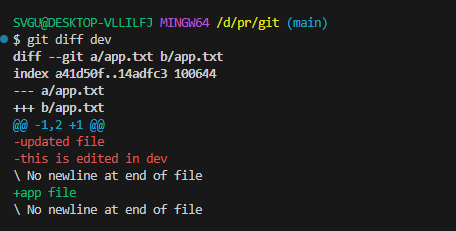 SVGU@DESKTOP-VLLILFJ MINGW64 /d/pr/git (main)
$ git diff dev
diff --git a/app.txt b/app.txt
index a41d50f..14adfc3 100644
--- a/app.txt
+++ b/app.txt
@@ -1,2 +1 @@
-updated file
-this is edited in dev
\ No newline at end of file
+app file
\ No newline at end of file